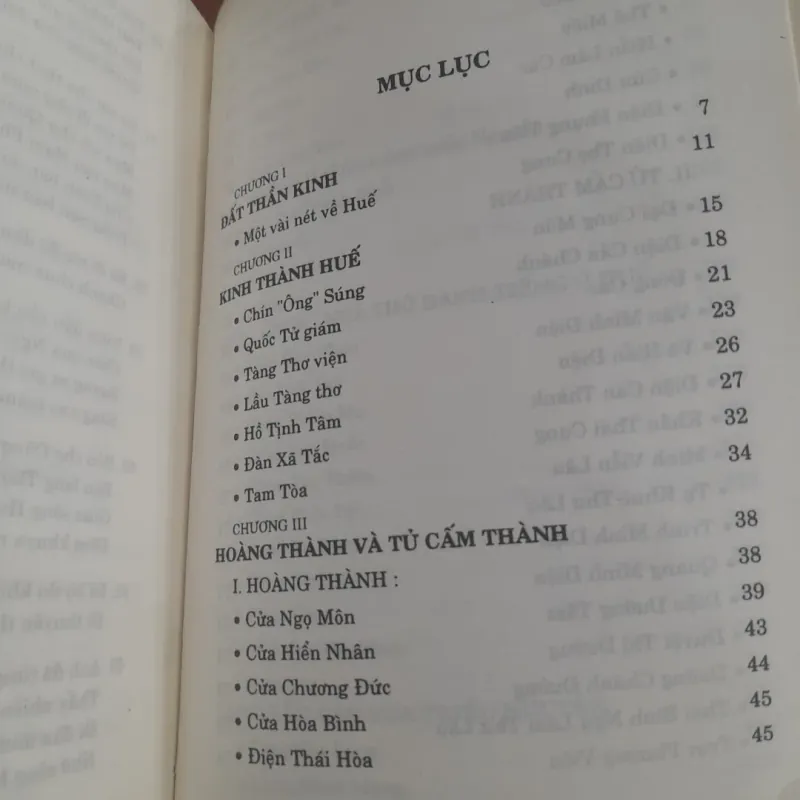 MỤC LỤC
CHƯƠNG I
ĐẤT THẦN KINH 7
• Một vài nét về Huế 11
CHƯƠNG II
KINH THÀNH HUẾ 15
• Chín "Ông" Súng 18
• Quốc Tử giám 21
• Tàng Thơ viện 23
• Lầu Tàng thơ 26
• Hồ Tịnh Tâm 27
• Đàn Xã Tắc 32
• Tam Tòa 34
CHƯƠNG III
HOÀNG THÀNH VÀ TỬ CẤM THÀNH 38
I. HOÀNG THÀNH : 38
• Cửa Ngọ Môn 39
• Cửa Hiển Nhân 43
• Cửa Chương Đức 44
• Cửa Hòa Bình 45
• Điện Thái Hòa 45